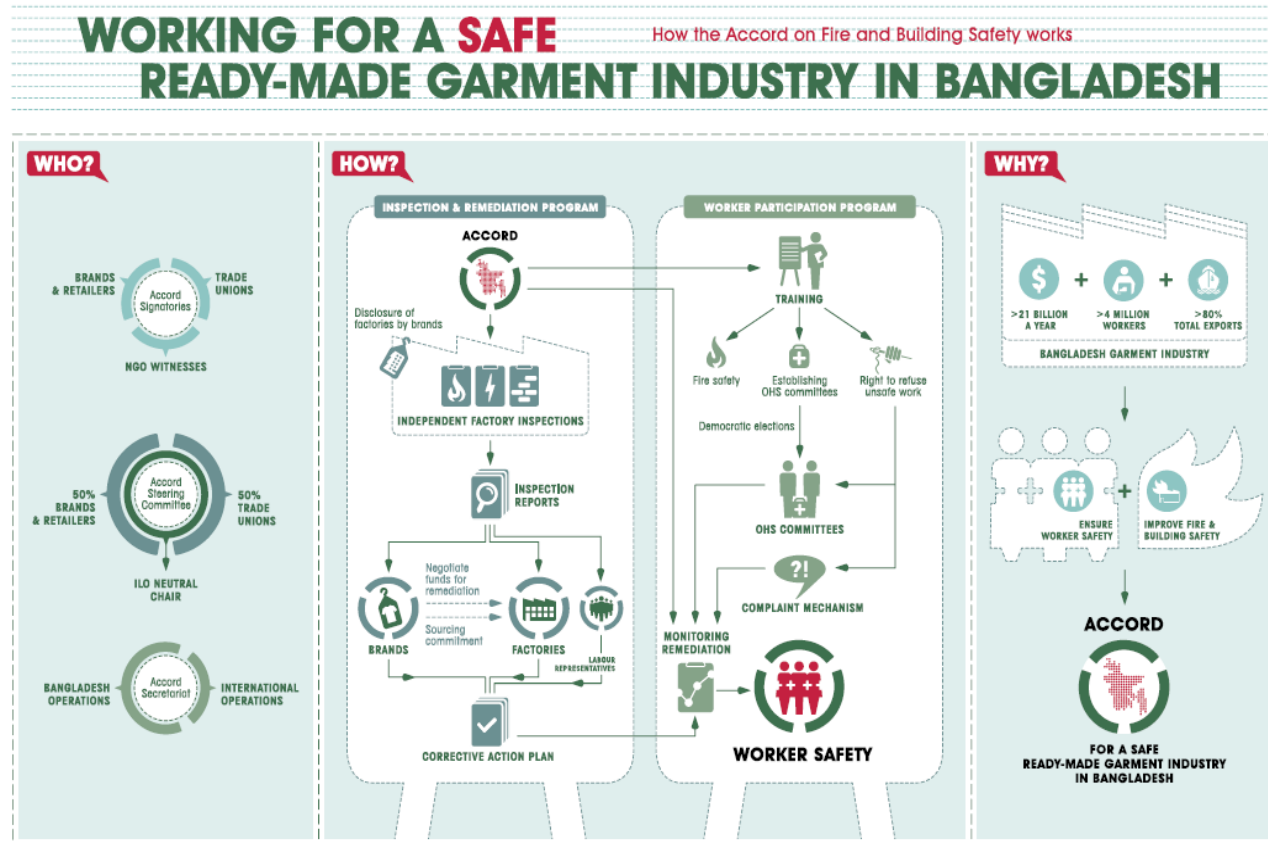 WORKING FOR A SAFE
How the Accord on Fire and Building Safety works
READY-MADE GARMENT INDUSTRY IN BANGLADESH
WHO?
BRANDS
& RETAILERS
Accord
Signatories
TRADE
UNIONS
NGO WITNESSES
50%
BRANDS
& RETAILERS
Accord
Steering
Committee
50%
TRADE
UNIONS
ILO NEUTRAL
CHAIR
BANGLADESH
OPERATIONS
Accord
Secretariat
INTERNATIONAL
OPERATIONS
HOW?
INSPECTION & REMEDIATION PROGRAM
ACCORD
Disclosure of
factories by brands
INDEPENDENT FACTORY INSPECTIONS
INSPECTION
REPORTS
Negotiate
funds for
remediation
Sourcing
commitment
BRANDS
FACTORIES
LABOUR
REPRESENTATIVES
CORRECTIVE ACTION PLAN
WORKER PARTICIPATION PROGRAM
TRAINING
Fire safety
Establishing
OHS committees
Right to refuse
unsafe work
Democratic elections
OHS COMMITTEES
?!
COMPLAINT MECHANISM
MONITORING
REMEDIATION
WORKER SAFETY
WHY?
$
+
+
>21 BILLION
A YEAR
>4 MILLION
WORKERS
>80%
TOTAL EXPORTS
BANGLADESH GARMENT INDUSTRY
+
ENSURE
WORKER SAFETY
IMPROVE FIRE &
BUILDING SAFETY
ACCORD
FOR A SAFE
READY-MADE GARMENT INDUSTRY
IN BANGLADESH